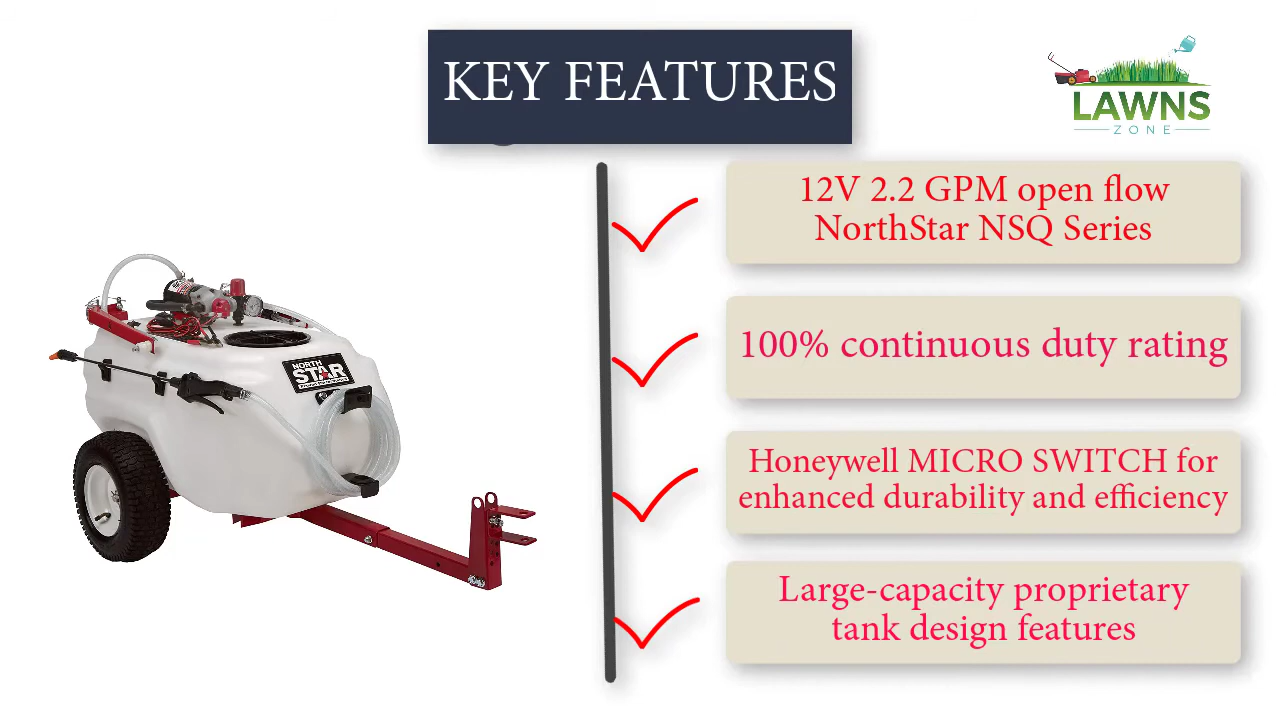 KEY FEATURES
LAWNS
ZONE
12V 2.2 GPM open flow
NorthStar NSQ Series
100% continuous duty rating
Honeywell MICRO SWITCH for
enhanced durability and efficiency
Large-capacity proprietary
tank design features
NORTH
STAR